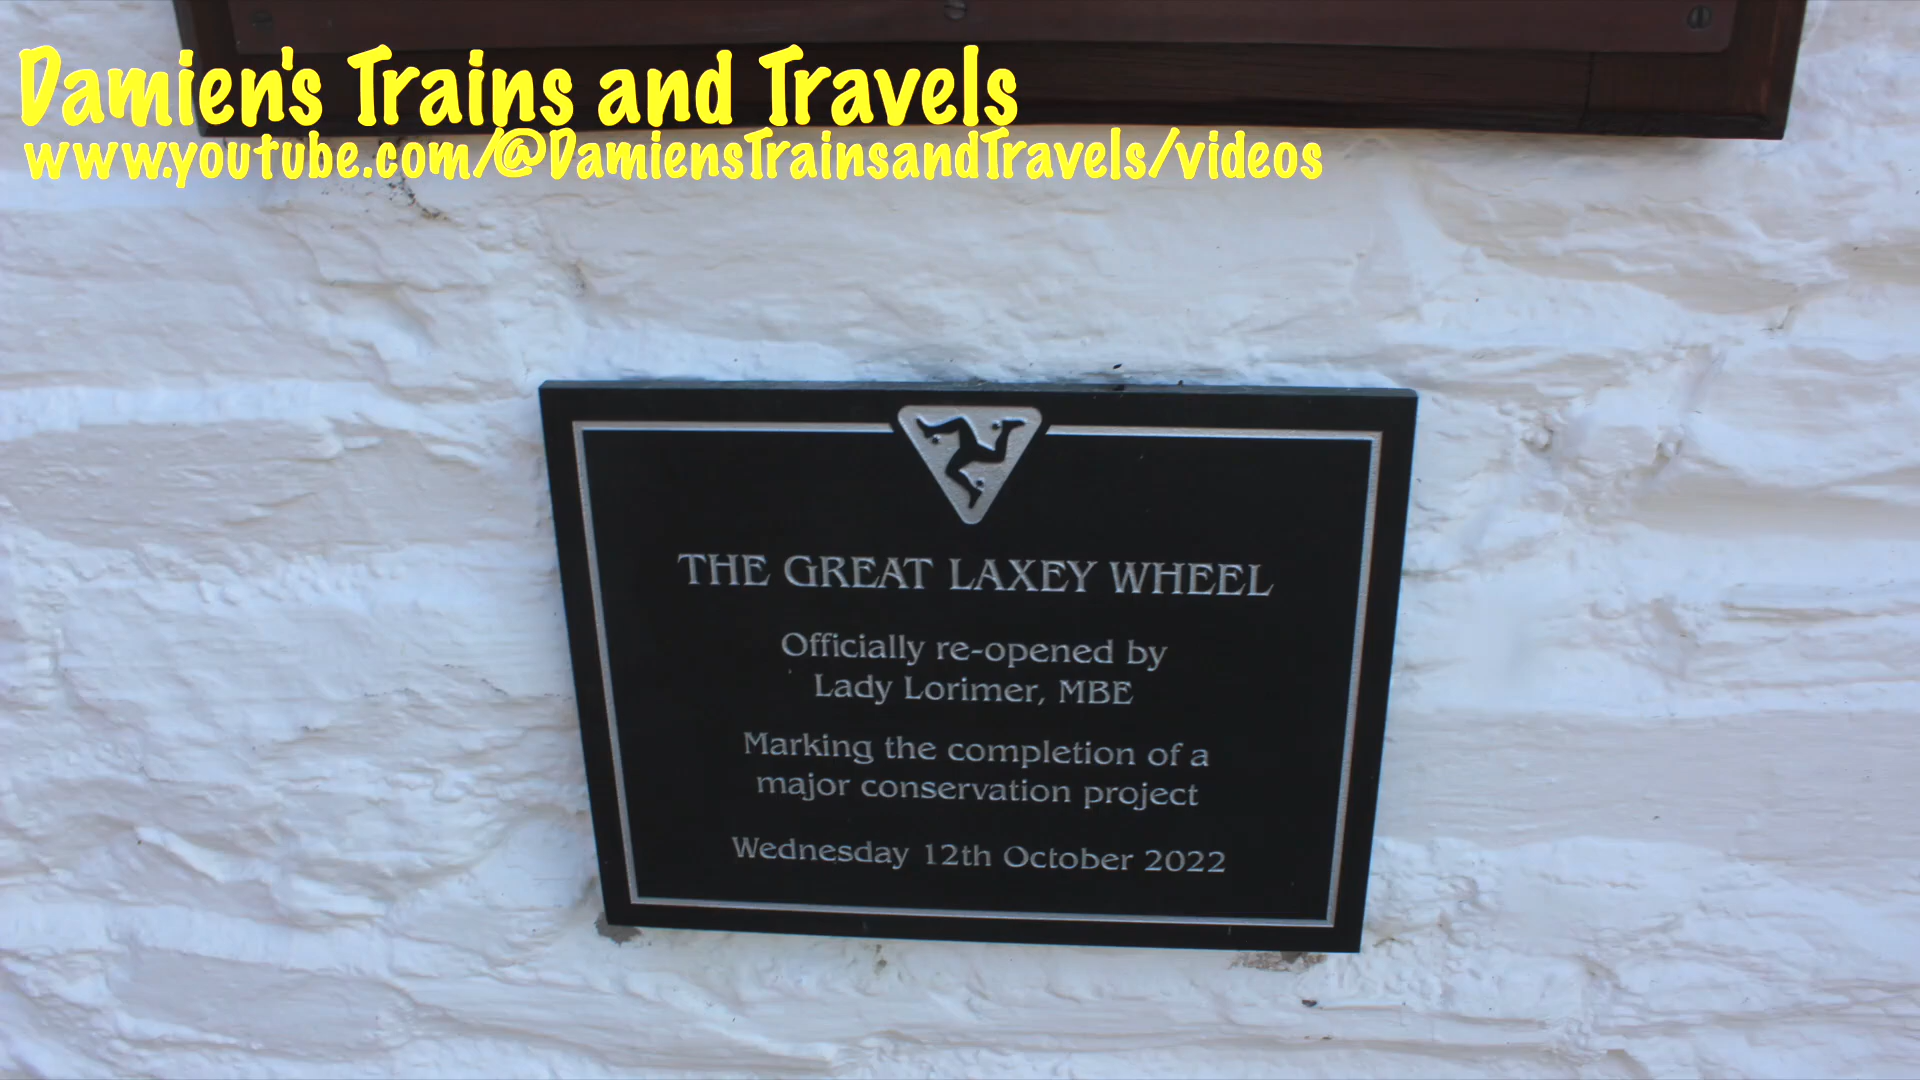 Damien's Trains and Travels
www.youtube.com/@DamiensTrainsandTravels/videos
THE GREAT LAXEY WHEEL
Officially re-opened by
Lady Lorimer, MBE
Marking the completion of a
major conservation project
Wednesday 12th October 2022